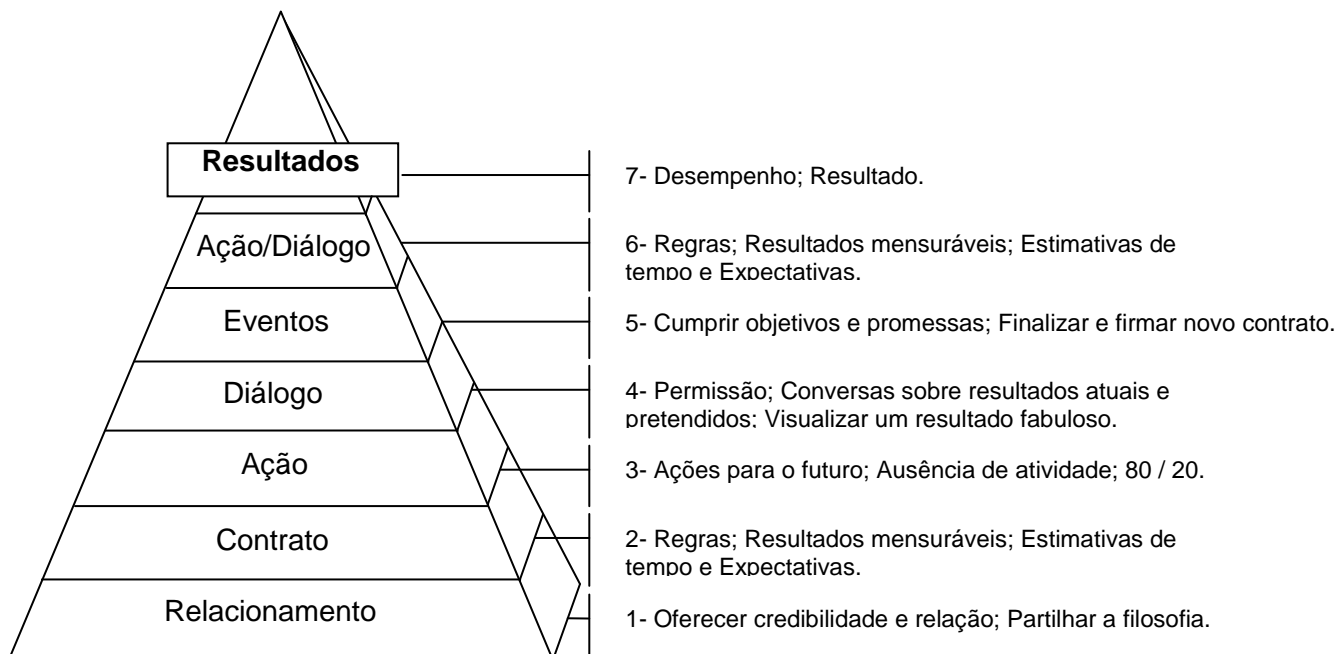 Resultados
7- Desempenho; Resultado.
Ação/Diálogo
6- Regras; Resultados mensuráveis; Estimativas de
tempo e Expectativas.
Eventos
5- Cumprir objetivos e promessas; Finalizar e firmar novo contrato.
Diálogo
4- Permissão; Conversas sobre resultados atuais e
pretendidos; Visualizar um resultado fabuloso.
Ação
3- Ações para o futuro; Ausência de atividade; 80 / 20.
Contrato
2- Regras; Resultados mensuráveis; Estimativas de
tempo e Expectativas.
Relacionamento
1- Oferecer credibilidade e relação; Partilhar a filosofia.